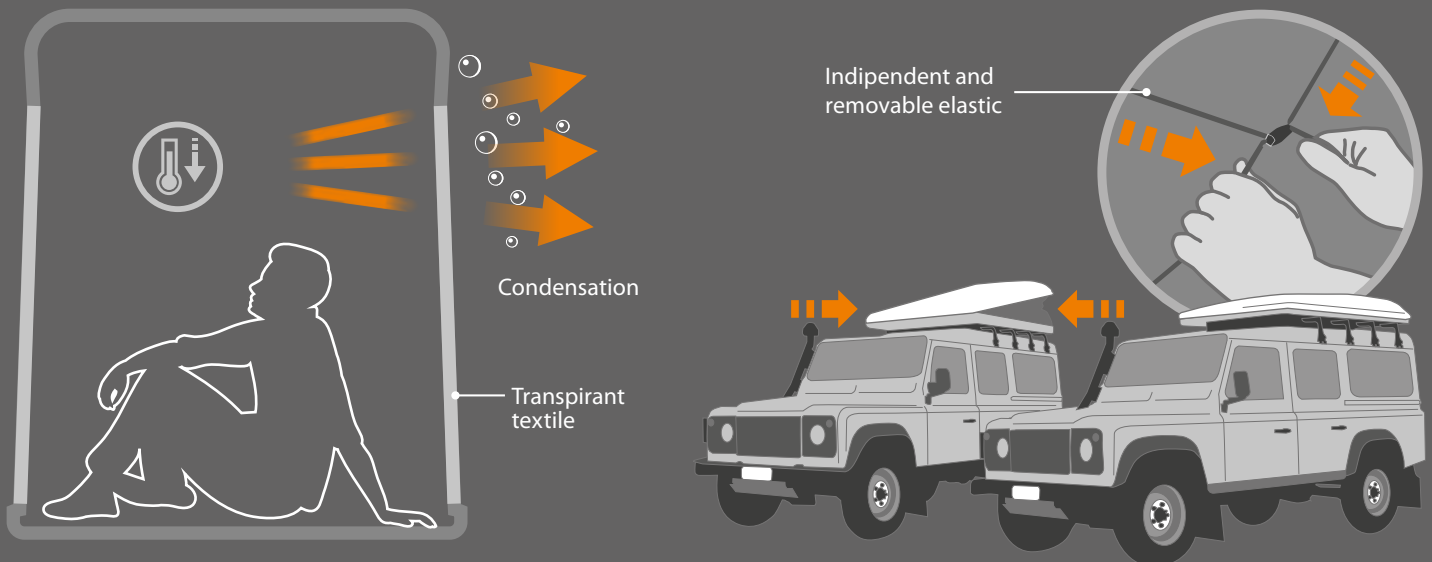 Condensation
Transpirant
textile
Indipendent and
removable elastic